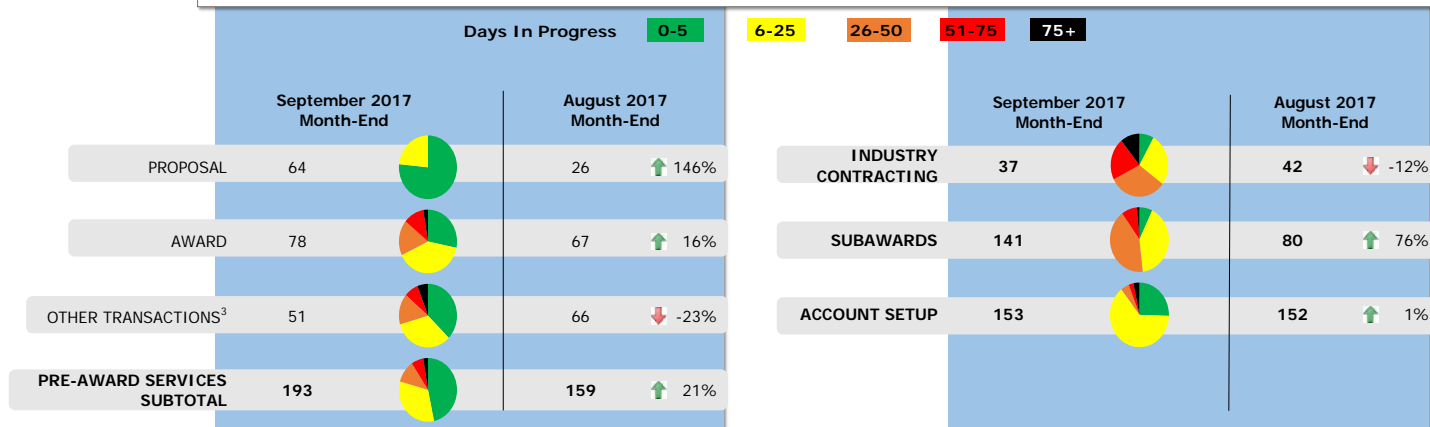 Days In Progress 0-5 6-25 26-50 51-75 75+
September 2017 August 2017
Month-End Month-End
PROPOSAL 64 26 146%
AWARD 78 67 16%
OTHER TRANSACTIONS³ 51 66 -23%
PRE-AWARD SERVICES
SUBTOTAL 193 159 21%
September 2017 August 2017
Month-End Month-End
INDUSTRY
CONTRACTING 37 42 -12%
SUBAWARDS 141 80 76%
ACCOUNT SETUP 153 152 1%